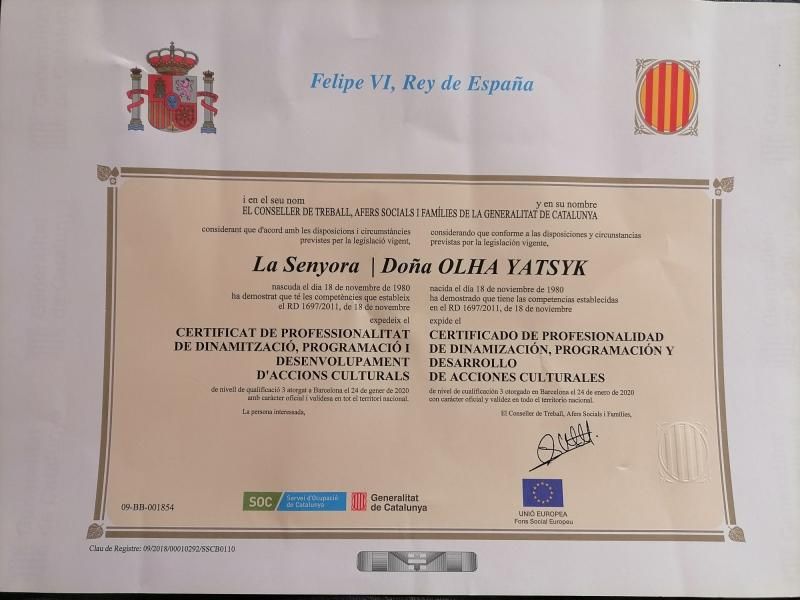 Felipe VI, Rey de España
i en el seu nom
y en su nombre
EL CONSELLER DE TREBALL, AFERS SOCIALS I FAMÍLIES DE LA GENERALITAT DE CATALUNYA
considerant que d'acord amb les disposicions i circumstàncies
previstes per la legislació vigent,
considerando que conforme a las disposiciones y circunstancias
previstas por la legislación vigente,
La Senyora | Doña OLHA YATSYK
nascuda el dia 18 de novembre de 1980
ha demostrat que té les competències que estableix
el RD 1697/2011, de 18 de novembre
nacida el día 18 de noviembre de 1980
ha demostrado que tiene las competencias establecidas
en el RD 1697/2011, de 18 de noviembre
expedeix el
CERTIFICAT DE PROFESSIONALITAT
DE DINAMITZACIÓ, PROGRAMACIÓ I
DESENVOLUPAMENT
D'ACCIONS CULTURALS
expide el
CERTIFICADO DE PROFESIONALIDAD
DE DINAMIZACIÓN, PROGRAMACIÓN Y
DESARROLLO
DE ACCIONES CULTURALES
de nivell de qualificació 3 atorgat a Barcelona el 24 de gener de 2020
amb caràcter oficial i validesa en tot el territori nacional.
de nivel de cualificación 3 otorgado en Barcelona el 24 de enero de 2020
con carácter oficial y validez en todo el territorio nacional.
La persona interessada,
El Conseller de Treball, Afers Socials i Famílies,
09-BB-001854
SOC
Servei d'Ocupació
de Catalunya
Generalitat
de Catalunya
UNIÓ EUROPEA
Fons Social Europeu
Clau de Registre: 09/2018/00010292/SSCB0110